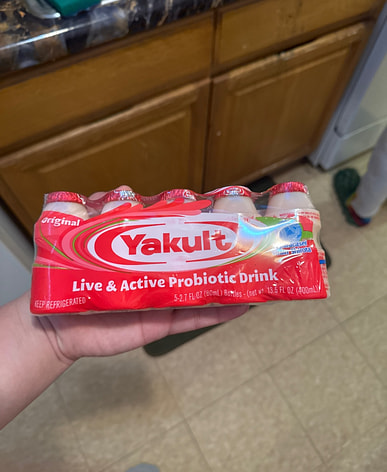 Original
Yakult
Live & Active Probiotic Drink
KEEP REFRIGERATED
5-2.7 FL OZ (80mL) Bottles - (net wt. 13.5 FL OZ (400mL)